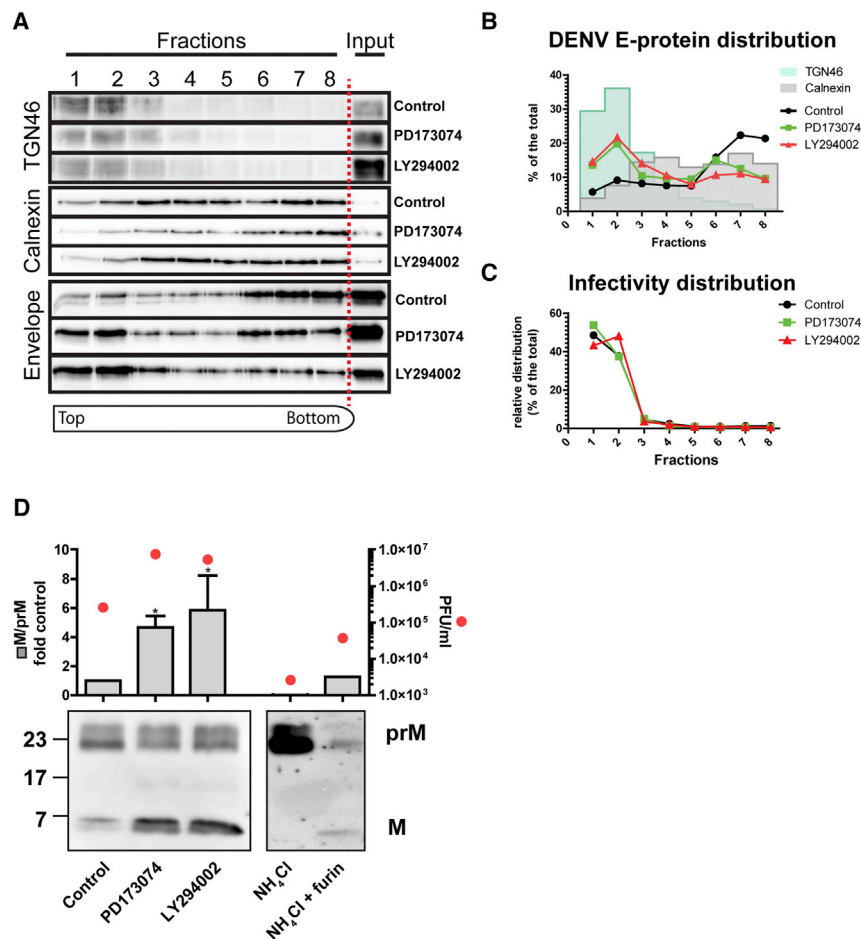 A
Fractions Input
1 2 3 4 5 6 7 8
TGN46
Control
PD173074
LY294002
Calnexin
Control
PD173074
LY294002
Envelope
Control
PD173074
LY294002
Top Bottom
B
DENV E-protein distribution
% of the total
40
30
20
10
0
0 1 2 3 4 5 6 7 8
Fractions
TGN46
Calnexin
Control
PD173074
LY294002
C
Infectivity distribution
relative distribution
(% of the total)
60
40
20
0
0 1 2 3 4 5 6 7 8
Fractions
Control
PD173074
LY294002
D
M/prM
fold control
10
8
6
4
2
0
* *
1.0×10⁷
1.0×10⁶
1.0×10⁵
1.0×10⁴
1.0×10³
PFU/ml
23
17
7
prM
M
Control
PD173074
LY294002
NH₄Cl
NH₄Cl + furin